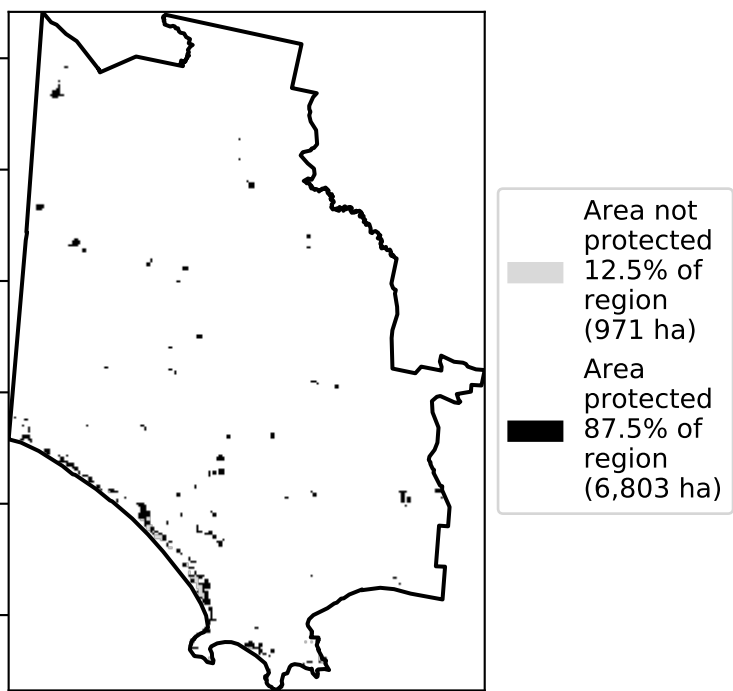 Area not
protected
12.5% of
region
(971 ha)
Area
protected
87.5% of
region
(6,803 ha)